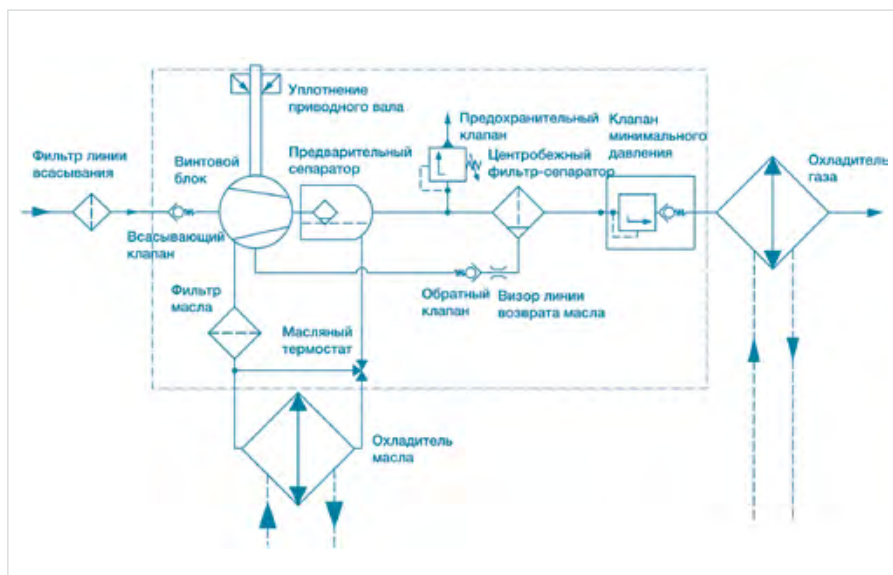 Уплотнение
приводного вала
Предохранительный
клапан
Клапан
минимального
давления
Фильтр линии
всасывания
Винтовой
блок
Предварительный
сепаратор
Центробежный
фильтр-сепаратор
Охладитель
газа
Всасывающий
клапан
Фильтр
масла
Обратный
клапан
Визор линии
возврата масла
Масляный
термостат
Охладитель
масла